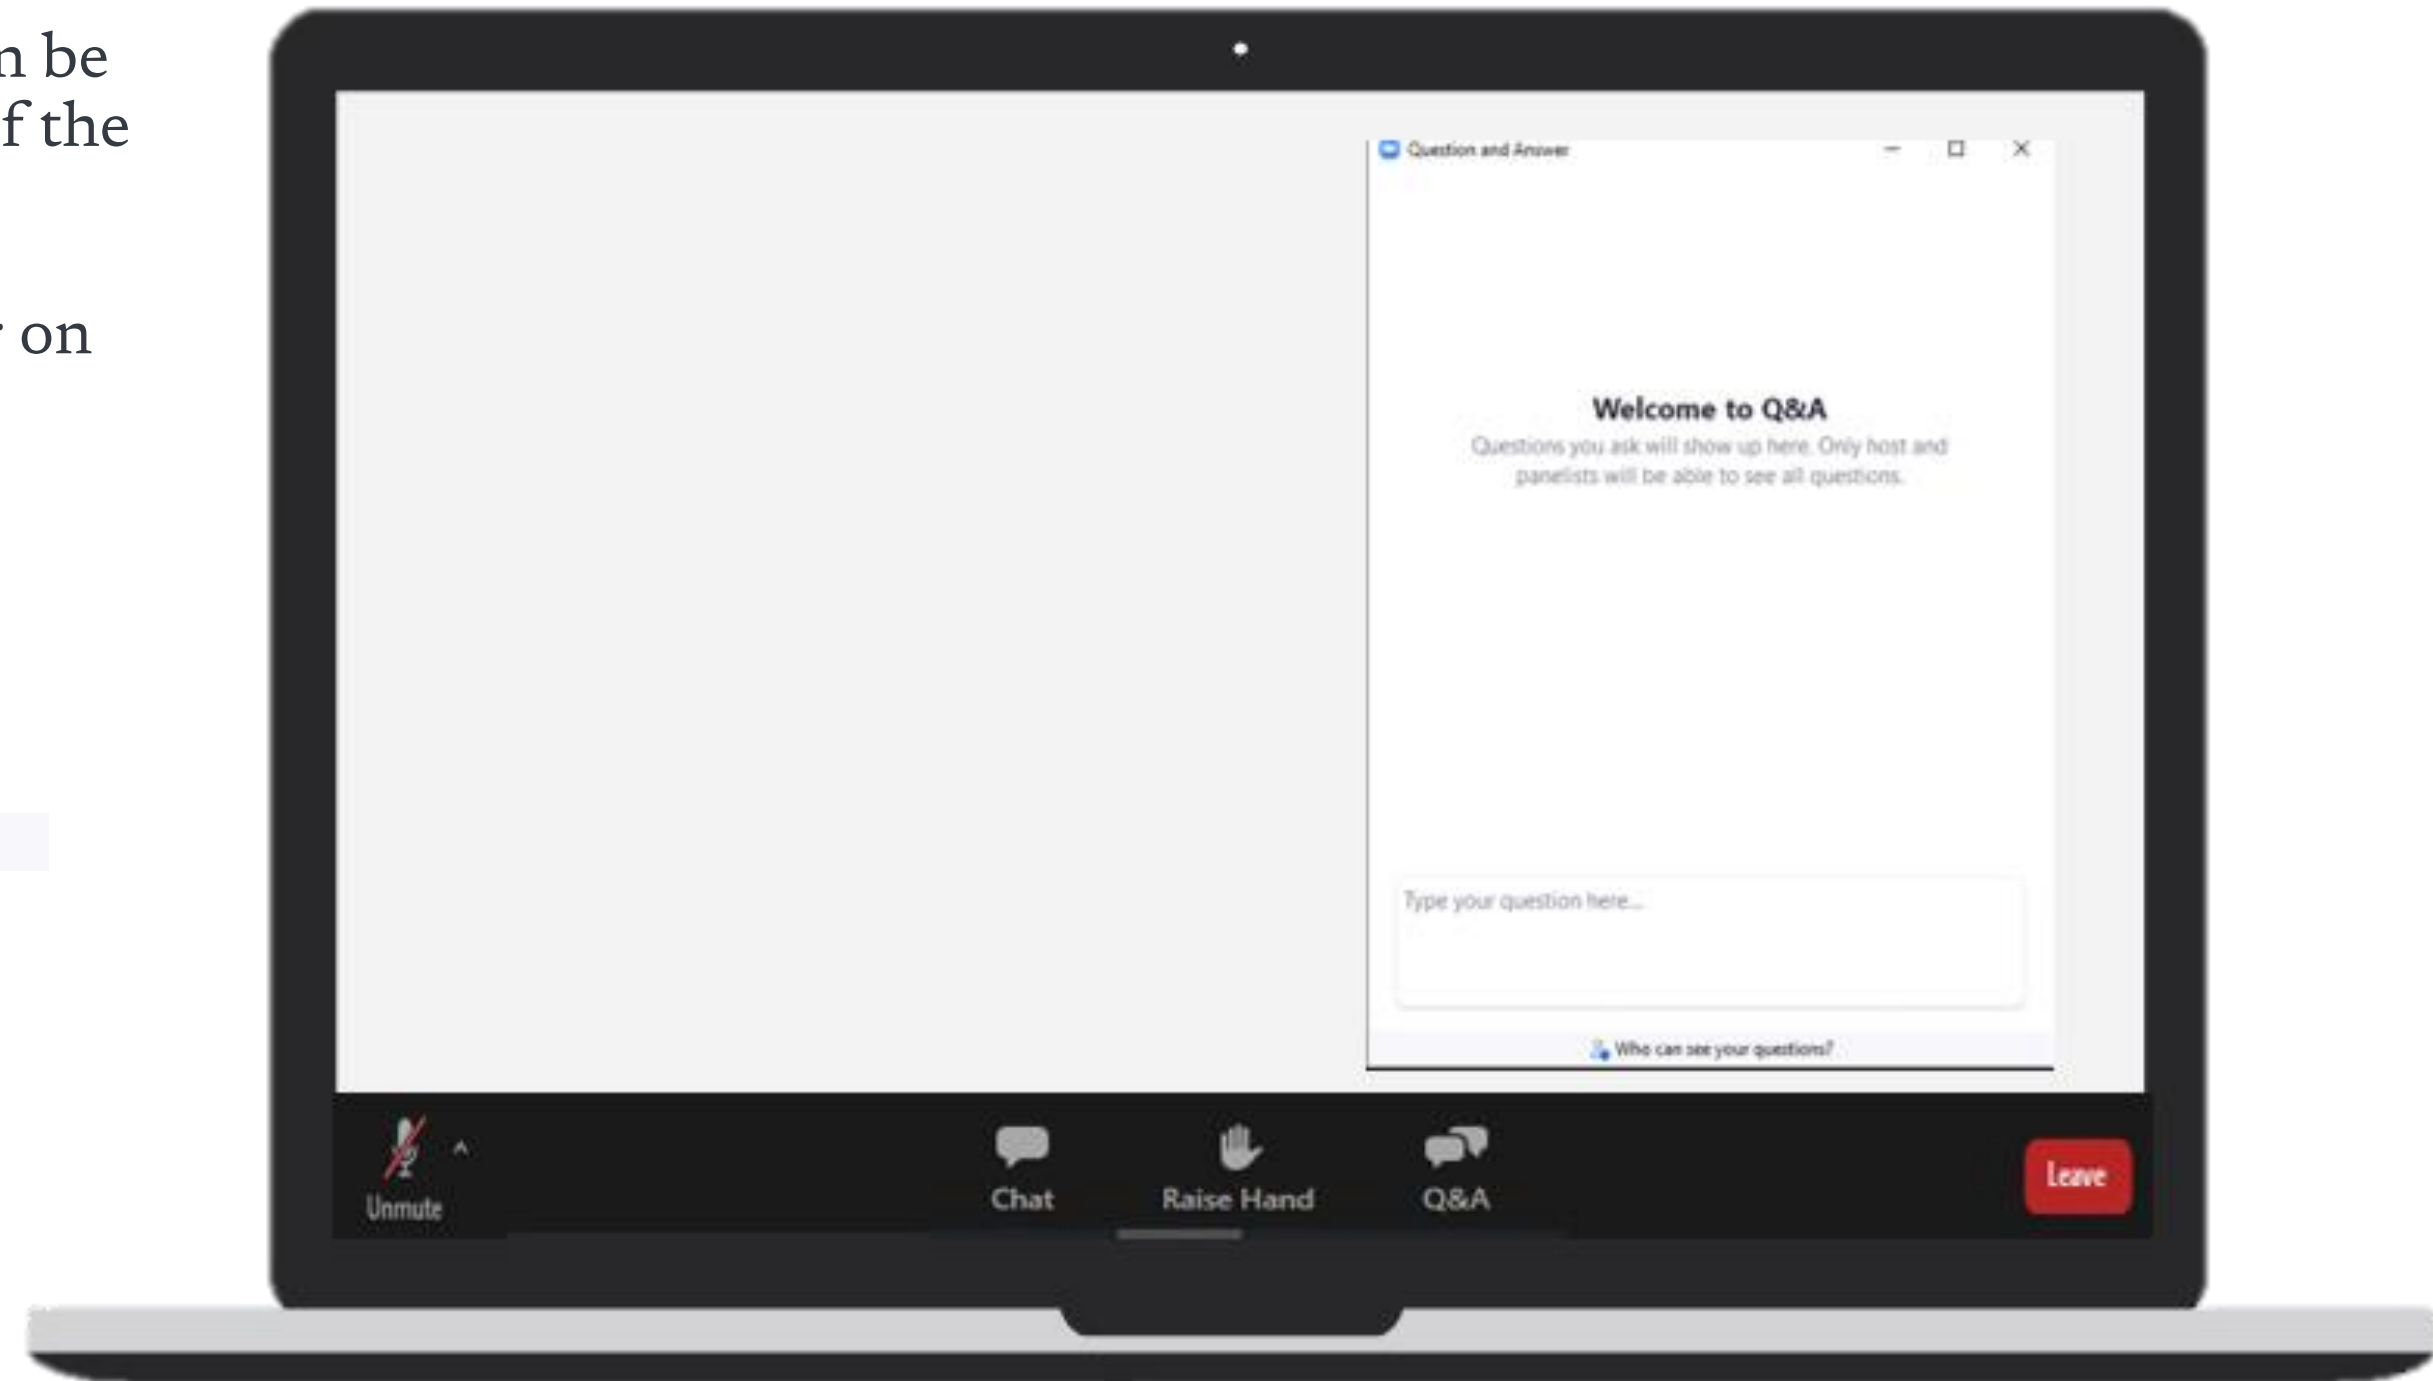 n be
f the
on
Question and Answer
Welcome to Q&A
Questions you ask will show up here. Only host and
panelists will be able to see all questions.
Type your question here...
Who can see your questions?
Unmute
Chat
Raise Hand
Q&A
Leave